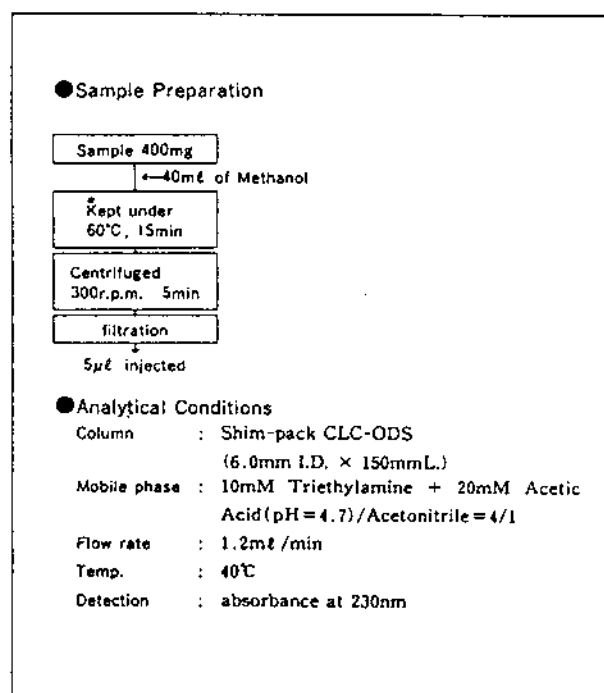 ●Sample Preparation
Sample 400mg
←40mℓ of Methanol
*Kept under
60℃, 15min
Centrifuged
300r.p.m. 5min
filtration
5μℓ injected
●Analytical Conditions
Column : Shim-pack CLC-ODS
(6.0mm I.D. × 150mmL.)
Mobile phase : 10mM Triethylamine + 20mM Acetic
Acid(pH=4.7)/Acetonitrile=4/1
Flow rate : 1.2mℓ/min
Temp. : 40℃
Detection : absorbance at 230nm